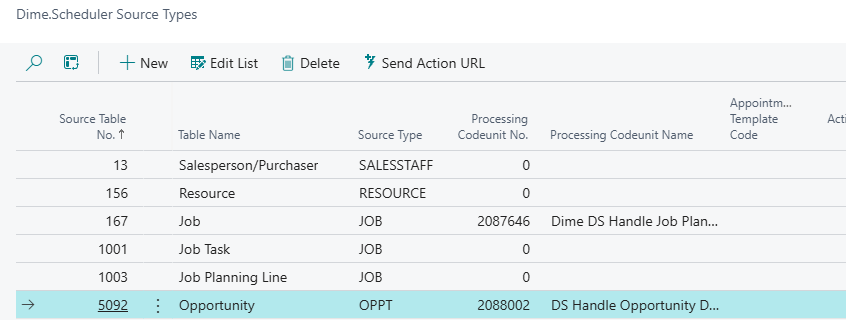 Dime.Scheduler Source Types
New Edit List Delete Send Action URL
Appointm...
Source Table Processing Template
No. ↑ Table Name Source Type Codeunit No. Processing Codeunit Name Code Acti
13 Salesperson/Purchaser SALESSTAFF 0
156 Resource RESOURCE 0
167 Job JOB 2087646 Dime DS Handle Job Plan...
1001 Job Task JOB 0
1003 Job Planning Line JOB 0
5092 Opportunity OPPT 2088002 DS Handle Opportunity D...